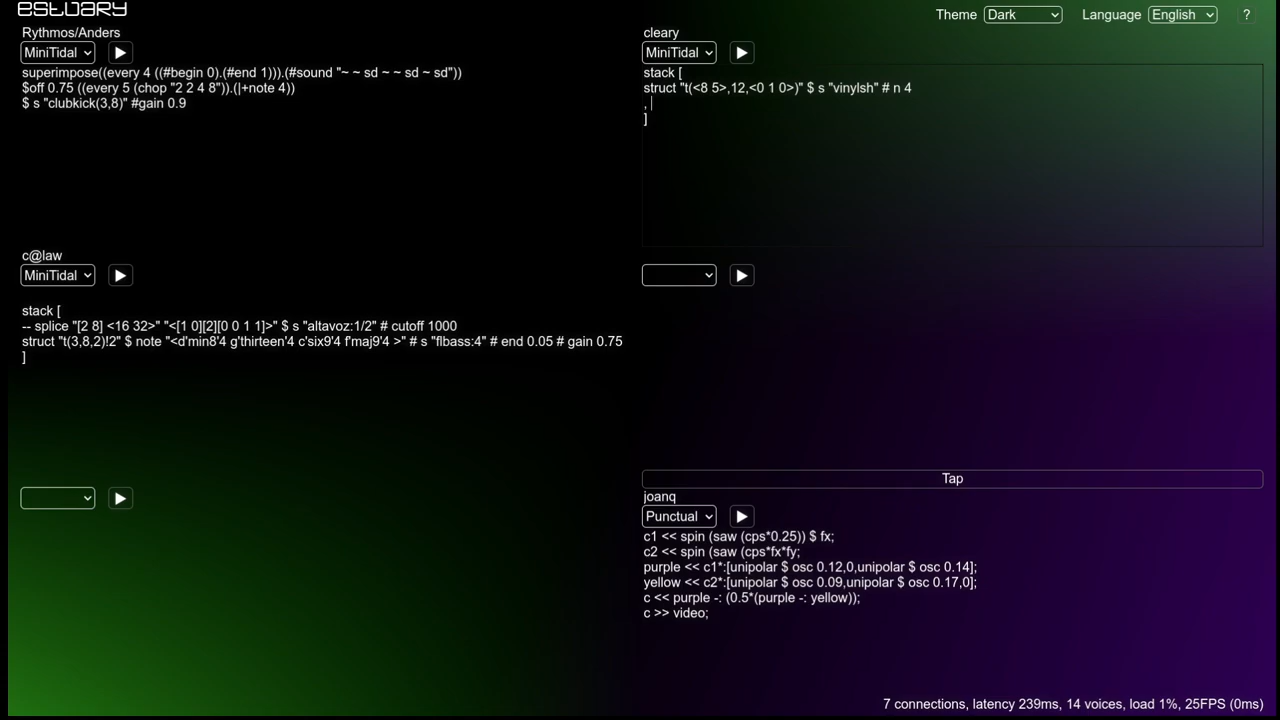 estuary
Theme Dark Language English ?
Rythmos/Anders
MiniTidal
superimpose((every 4 ((#begin 0).(#end 1))).(#sound "~ ~ sd ~ ~ sd ~ sd"))
$off 0.75 ((every 5 (chop "2 2 4 8")).(|+note 4))
$ s "clubkick(3,8)" #gain 0.9
cleary
MiniTidal
stack [
struct "t(<8 5>,12,<0 1 0>)" $ s "vinylsh" # n 4
,
]
c@law
MiniTidal
stack [
-- splice "[2 8] <16 32>" "<[1 0][2][0 0 1 1]>" $ s "altavoz:1/2" # cutoff 1000
struct "t(3,8,2)!2" $ note "<d'min8'4 g'thirteen'4 c'six9'4 f'maj9'4 >" # s "flbass:4" # end 0.05 # gain 0.75
]
Tap
joanq
Punctual
c1 << spin (saw (cps*0.25)) $ fx;
c2 << spin (saw (cps*fx*fy;
purple << c1*:[unipolar $ osc 0.12,0,unipolar $ osc 0.14];
yellow << c2*:[unipolar $ osc 0.09,unipolar $ osc 0.17,0];
c << purple -: (0.5*(purple -: yellow));
c >> video;
7 connections, latency 239ms, 14 voices, load 1%, 25FPS (0ms)